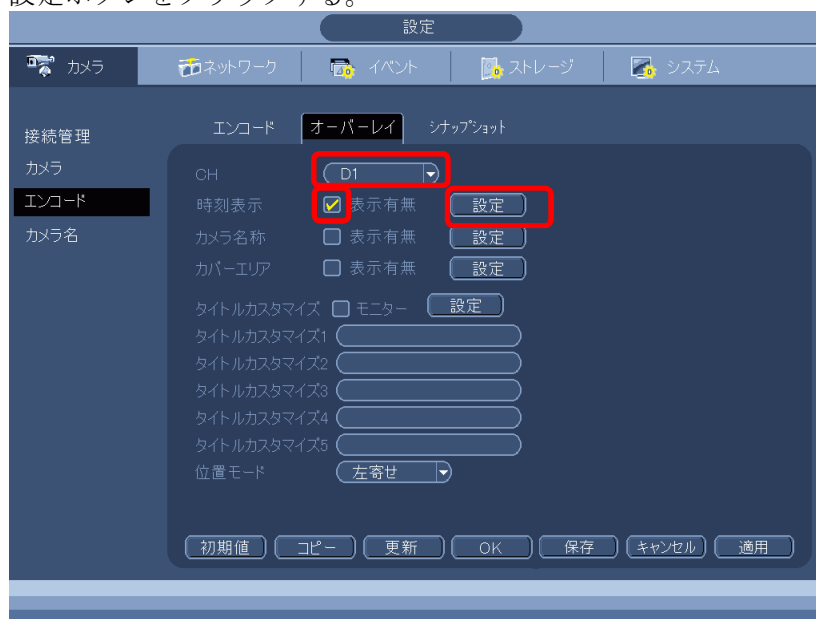 設定ボタンをクリックする。
設定
カメラ ネットワーク イベント ストレージ システム
エンコード オーバーレイ シナップショット
接続管理
カメラ
エンコード
カメラ名
CH D1
時刻表示 表示有無 設定
カメラ名称 表示有無 設定
カバーエリア 表示有無 設定
タイトルカスタマイズ モニター 設定
タイトルカスタマイズ1
タイトルカスタマイズ2
タイトルカスタマイズ3
タイトルカスタマイズ4
タイトルカスタマイズ5
位置モード 左寄せ
初期値 コピー 更新 OK 保存 キャンセル 適用